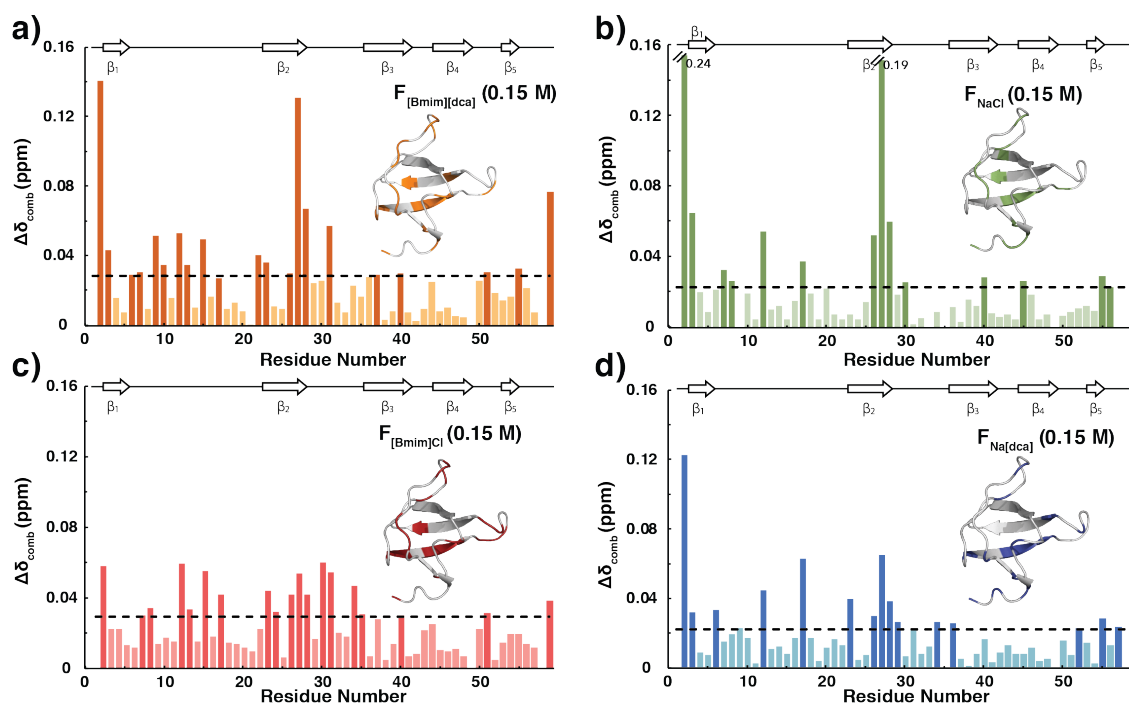 a)
0.16
0.12
0.08
0.04
0
Δδcomb (ppm)
β1
β2
β3
β4
β5
F[Bmim][dca] (0.15 M)
0
10
20
30
40
50
Residue Number
b)
0.16
0.12
0.08
0.04
0
Δδcomb (ppm)
β1
β2
β3
β4
β5
0.24
0.19
FNaCl (0.15 M)
0
10
20
30
40
50
Residue Number
c)
0.16
0.12
0.08
0.04
0
Δδcomb (ppm)
β1
β2
β3
β4
β5
F[Bmim]Cl (0.15 M)
0
10
20
30
40
50
Residue Number
d)
0.16
0.12
0.08
0.04
0
Δδcomb (ppm)
β1
β2
β3
β4
β5
FNa[dca] (0.15 M)
0
10
20
30
40
50
Residue Number